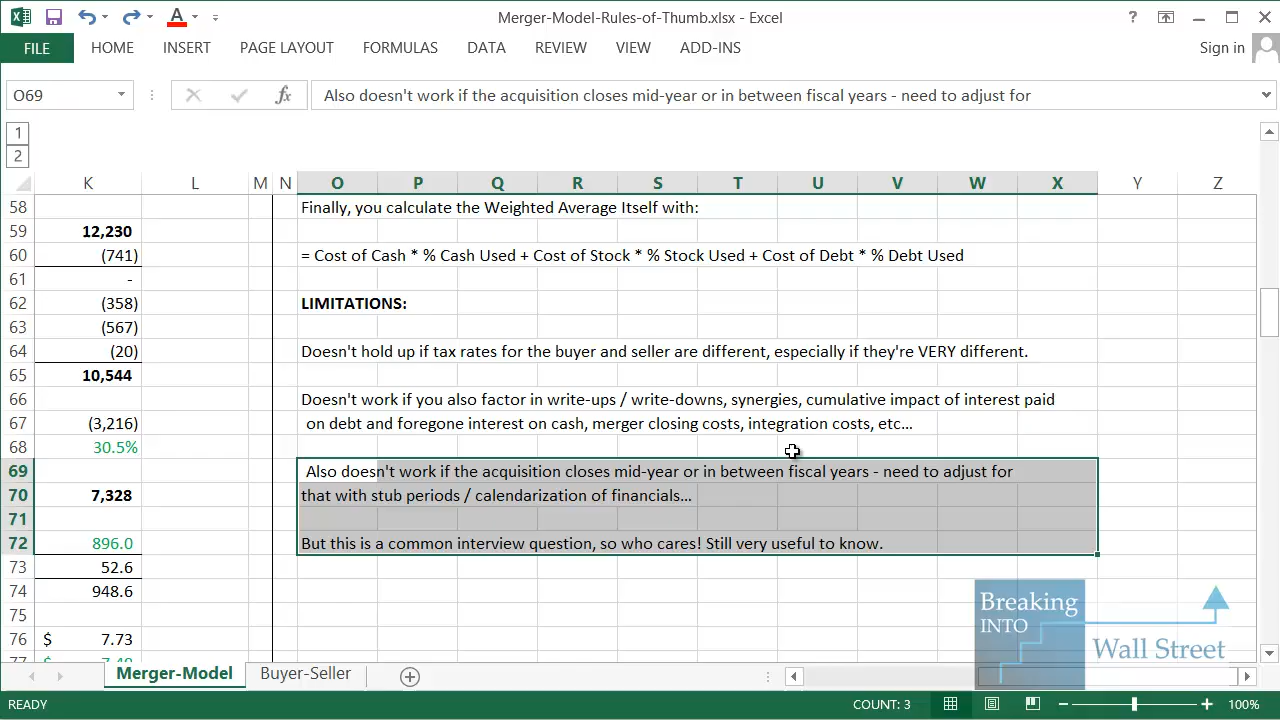 Merger-Model-Rules-of-Thumb.xlsx - Excel
?
FILE HOME INSERT PAGE LAYOUT FORMULAS DATA REVIEW VIEW ADD-INS Sign in
O69 fx Also doesn't work if the acquisition closes mid-year or in between fiscal years - need to adjust for
1
2
K L M N O P Q R S T U V W X Y Z
58 Finally, you calculate the Weighted Average Itself with:
59 12,230
60 (741) = Cost of Cash * % Cash Used + Cost of Stock * % Stock Used + Cost of Debt * % Debt Used
61 -
62 (358) LIMITATIONS:
63 (567)
64 (20) Doesn't hold up if tax rates for the buyer and seller are different, especially if they're VERY different.
65 10,544
66 Doesn't work if you also factor in write-ups / write-downs, synergies, cumulative impact of interest paid
67 (3,216) on debt and foregone interest on cash, merger closing costs, integration costs, etc...
68 30.5%
69 Also doesn't work if the acquisition closes mid-year or in between fiscal years - need to adjust for
70 7,328 that with stub periods / calendarization of financials...
71
72 896.0 But this is a common interview question, so who cares! Still very useful to know.
73 52.6
74 948.6
75
76 $ 7.73
Breaking
INTO
Wall Street
Merger-Model Buyer-Seller
READY COUNT: 3 100%